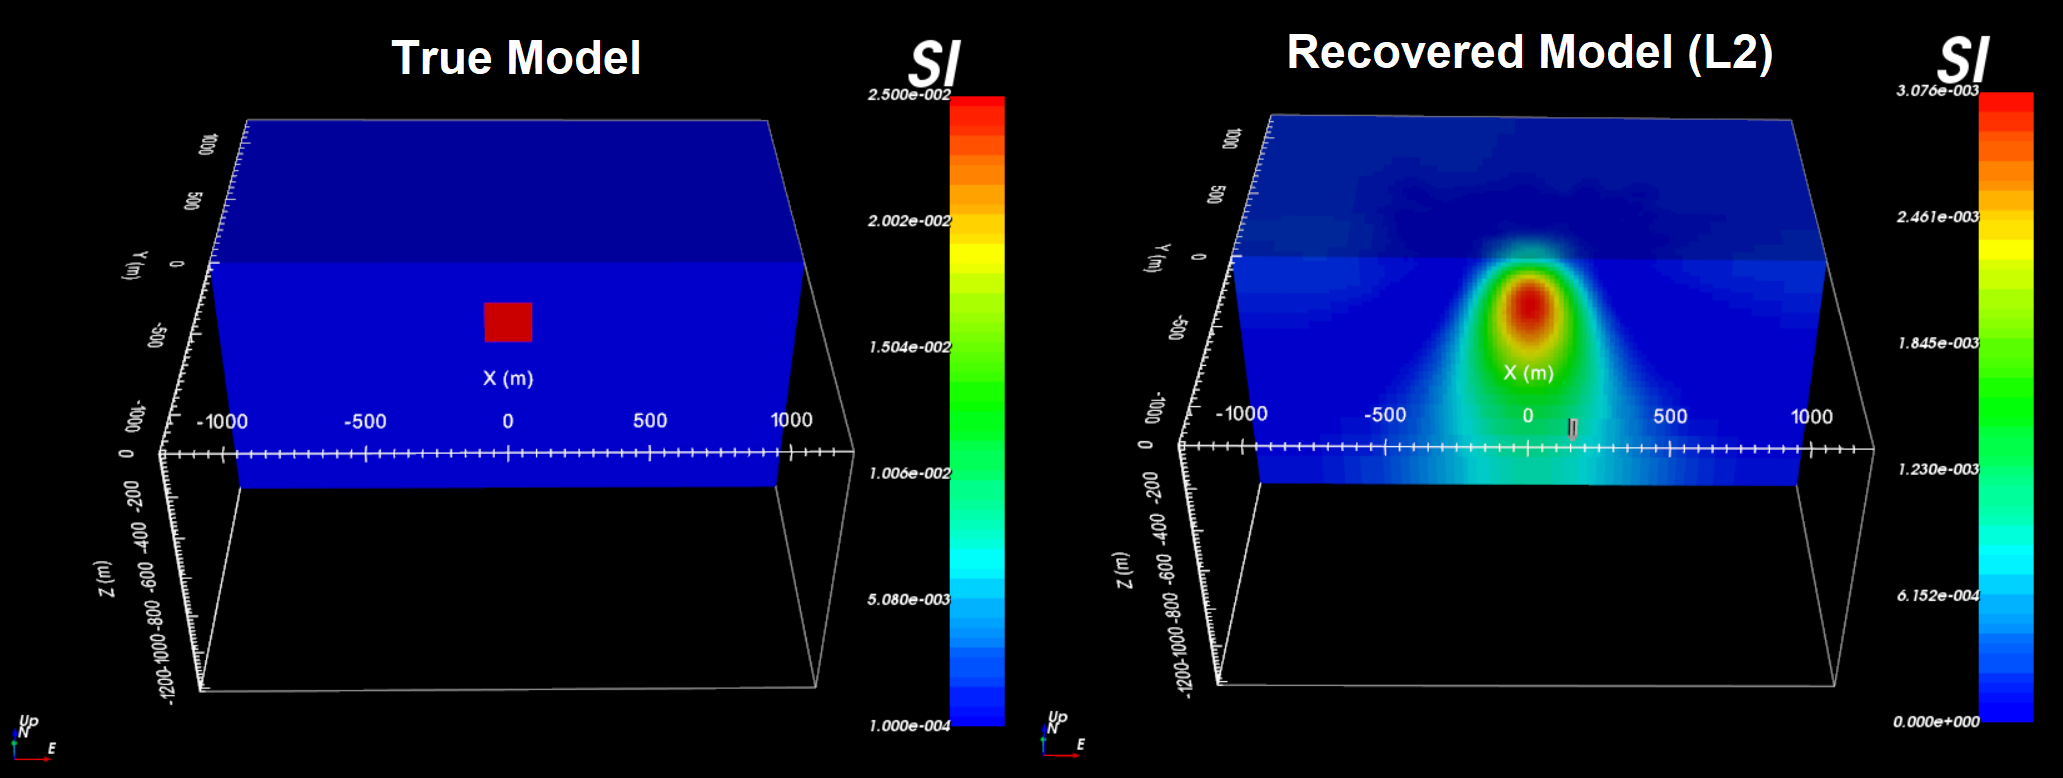 True Model
SI
2.500e-002
2.002e-002
1.504e-002
1.006e-002
5.080e-003
1.000e-004
1000
500
0
-500
-1000
Y (m)
X (m)
-1000 -500 0 500 1000
0
-200
-400
-600
-800
-1000
-1200
Z (m)
Up
N
E
Recovered Model (L2)
SI
3.076e-003
2.461e-003
1.845e-003
1.230e-003
6.152e-004
0.000e+000
1000
500
0
-500
-1000
Y (m)
X (m)
-1000 -500 0 500 1000
0
-200
-400
-600
-800
-1000
-1200
Z (m)
Up
N
E